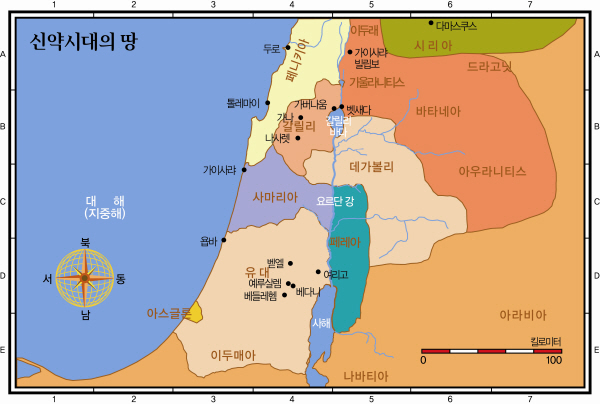 1 2 3 4 5 6 7
신약시대의 땅
다마스쿠스
이두래
시리아
두로
페니키아
가이사랴
빌립보
드라고닛
A
A
가울라니티스
톨레마이
가버나움
벳새다
바타네아
가나
갈릴리
갈릴리
바다
B
B
나사렛
데가볼리
가이사랴
아우라니티스
대 해
(지중해)
사마리아
요르단 강
C
C
욥바
북
서
동
남
페레아
벧엘
유 대
여리고
예루살렘
베다니
베들레헴
D
D
아스글론
사해
아라비아
킬로미터
0 100
이두매아
나바티아
E
E
1 2 3 4 5 6 7